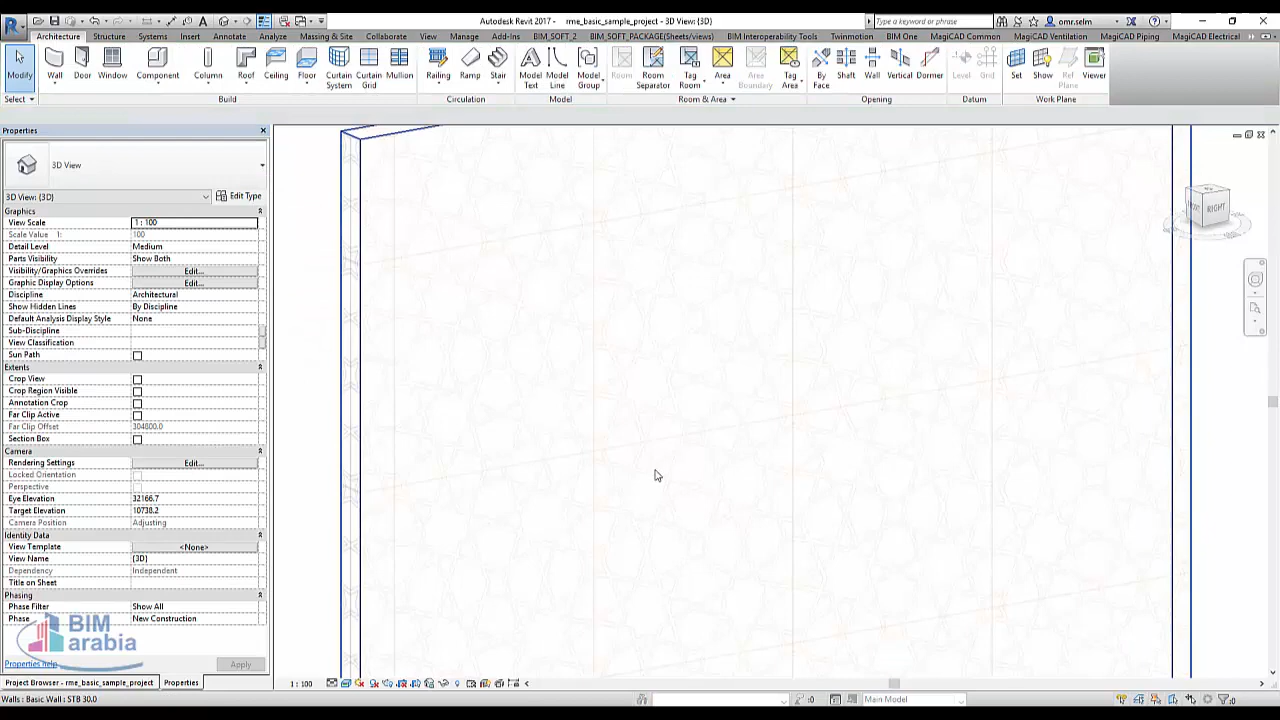 Autodesk Revit 2017 - rme_basic_sample_project - 3D View: {3D}
Type a keyword or phrase
omr.selm
Architecture Structure Systems Insert Annotate Analyze Massing & Site Collaborate View Manage Add-Ins BIM_SOFT_2 BIM_SOFT_PACKAGE(Sheets/views) BIM Interoperability Tools Twinmotion BIM One MagiCAD Common MagiCAD Ventilation MagiCAD Piping MagiCAD Electrical
Modify Wall Door Window Component Column Roof Ceiling Floor Curtain System Curtain Grid Mullion Railing Ramp Stair Model Text Model Line Model Group Room Room Separator Tag Room Area Area Boundary Tag Area By Face Shaft Wall Vertical Dormer Level Grid Set Show Ref Plane Viewer
Select Build Circulation Model Room & Area Opening Datum Work Plane
Properties
3D View
3D View: {3D} Edit Type
Graphics
View Scale 1 : 100
Scale Value 1: 100
Detail Level Medium
Parts Visibility Show Both
Visibility/Graphics Overrides Edit...
Graphic Display Options Edit...
Discipline Architectural
Show Hidden Lines By Discipline
Default Analysis Display Style None
Sub-Discipline
View Classification
Sun Path
Extents
Crop View
Crop Region Visible
Annotation Crop
Far Clip Active
Far Clip Offset 304800.0
Section Box
Camera
Rendering Settings Edit...
Locked Orientation
Perspective
Eye Elevation 32166.7
Target Elevation 10738.2
Camera Position Adjusting
Identity Data
View Template <None>
View Name {3D}
Dependency Independent
Title on Sheet
Phasing
Phase Filter Show All
Phase New Construction
BIM
arabia
Properties help Apply
Project Browser - rme_basic_sample_project Properties
1 : 100
Walls : Basic Wall : STB 30.0
:0 Main Model :0
RIGHT